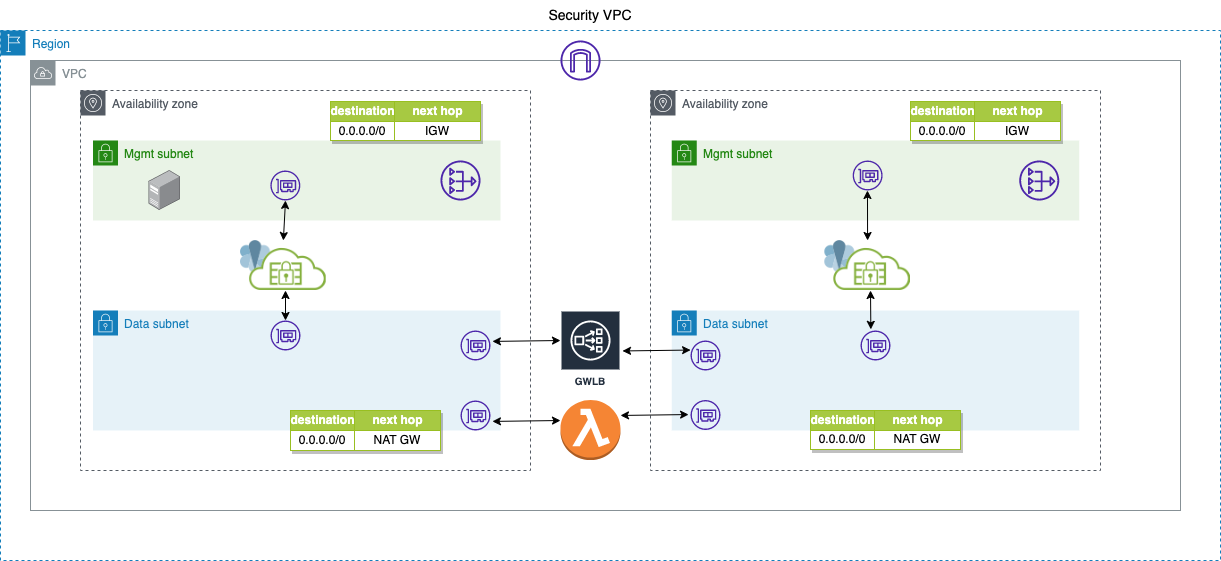 Security VPC
Region
VPC
Availability zone
destination next hop
0.0.0.0/0 IGW
Mgmt subnet
Data subnet
destination next hop
0.0.0.0/0 NAT GW
GWLB
Availability zone
destination next hop
0.0.0.0/0 IGW
Mgmt subnet
Data subnet
destination next hop
0.0.0.0/0 NAT GW